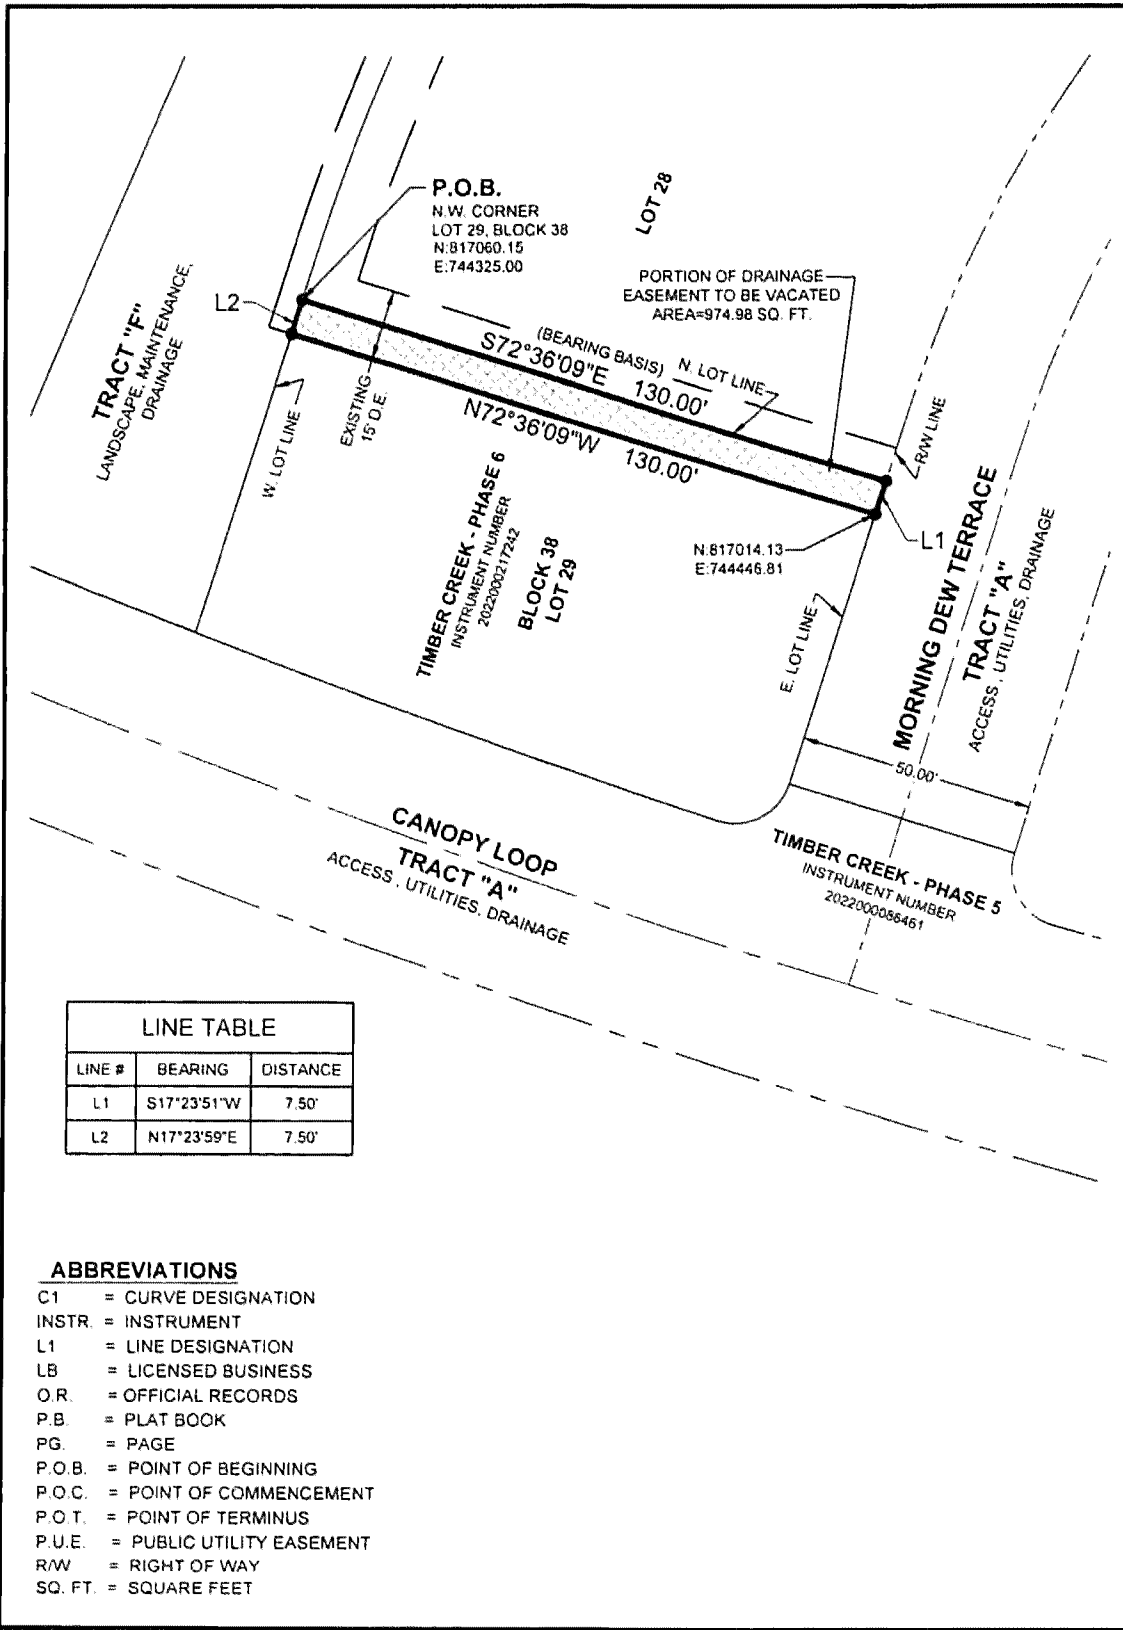 P.O.B.
N.W. CORNER
LOT 29, BLOCK 38
N:817060.15
E:744325.00
LOT 28
PORTION OF DRAINAGE
EASEMENT TO BE VACATED
AREA=974.98 SQ. FT.
L2
TRACT "F"
LANDSCAPE, MAINTENANCE,
DRAINAGE
(BEARING BASIS)
S72°36'09"E 130.00'
N. LOT LINE
N72°36'09"W 130.00'
EXISTING
15' D.E.
W. LOT LINE
R/W LINE
L1
N:817014.13
E:744446.81
TIMBER CREEK - PHASE 6
INSTRUMENT NUMBER
2022000217242
BLOCK 38
LOT 29
E. LOT LINE
MORNING DEW TERRACE
TRACT "A"
ACCESS , UTILITIES, DRAINAGE
50.00'
CANOPY LOOP
TRACT "A"
ACCESS , UTILITIES, DRAINAGE
TIMBER CREEK - PHASE 5
INSTRUMENT NUMBER
2022000086461
LINE TABLE
LINE # BEARING DISTANCE
L1 S17°23'51"W 7.50'
L2 N17°23'59"E 7.50'
ABBREVIATIONS
C1 = CURVE DESIGNATION
INSTR. = INSTRUMENT
L1 = LINE DESIGNATION
LB = LICENSED BUSINESS
O.R. = OFFICIAL RECORDS
P.B. = PLAT BOOK
PG. = PAGE
P.O.B. = POINT OF BEGINNING
P.O.C. = POINT OF COMMENCEMENT
P.O.T. = POINT OF TERMINUS
P.U.E. = PUBLIC UTILITY EASEMENT
R/W = RIGHT OF WAY
SQ. FT. = SQUARE FEET